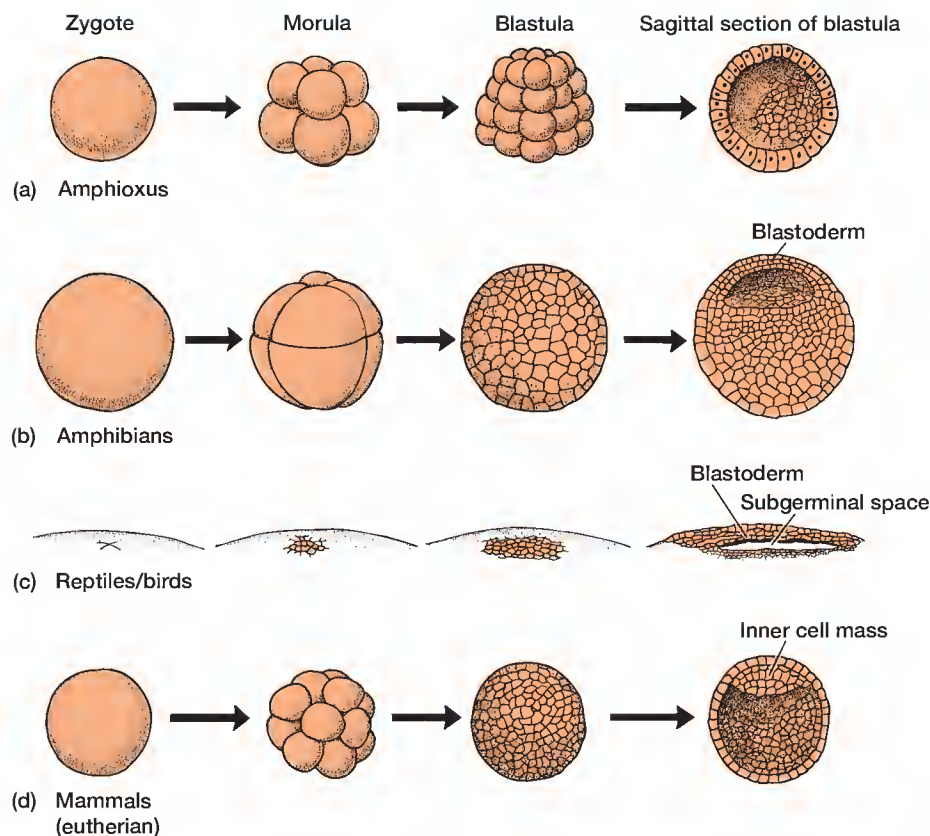 Zygote Morula Blastula Sagittal section of blastula
(a) Amphioxus
Blastoderm
(b) Amphibians
Blastoderm
Subgerminal space
(c) Reptiles/birds
Inner cell mass
(d) Mammals
(eutherian)